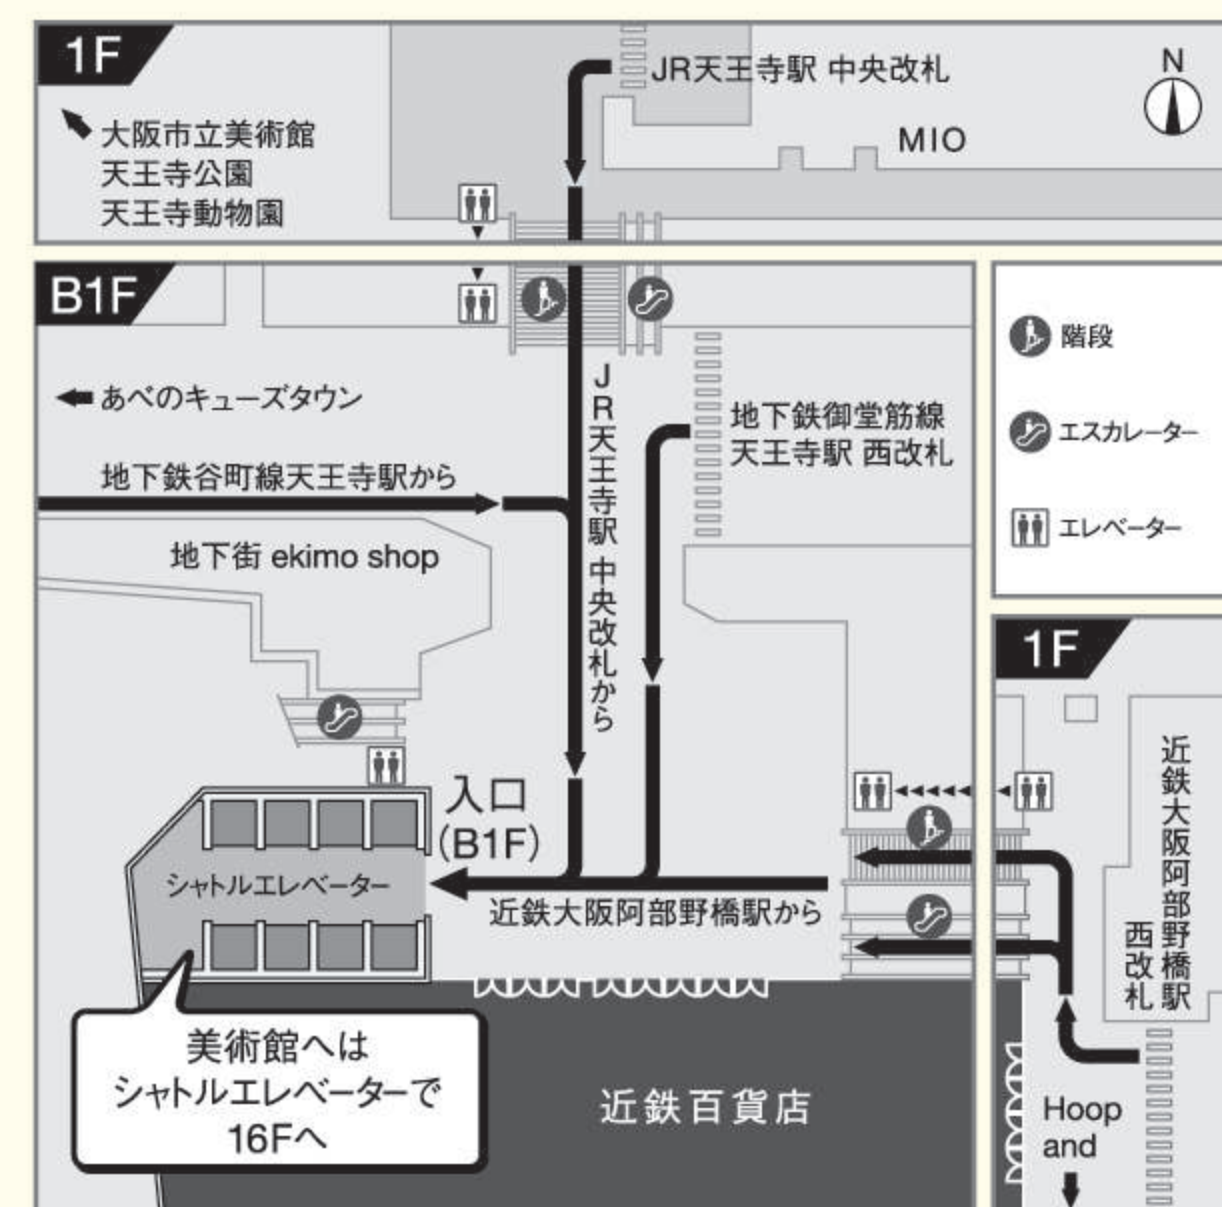 1F
JR天王寺駅 中央改札
N
大阪市立美術館
天王寺公園
天王寺動物園
MIO
B1F
階段
エスカレーター
エレベーター
あべのキューズタウン
地下鉄御堂筋線
天王寺駅 西改札
地下鉄谷町線天王寺駅から
JR天王寺駅 中央改札から
地下街 ekimo shop
1F
入口
(B1F)
シャトルエレベーター
近鉄大阪阿部野橋駅から
近鉄大阪阿部野橋駅
西改札
美術館へは
シャトルエレベーターで
16Fへ
近鉄百貨店
Hoop
and